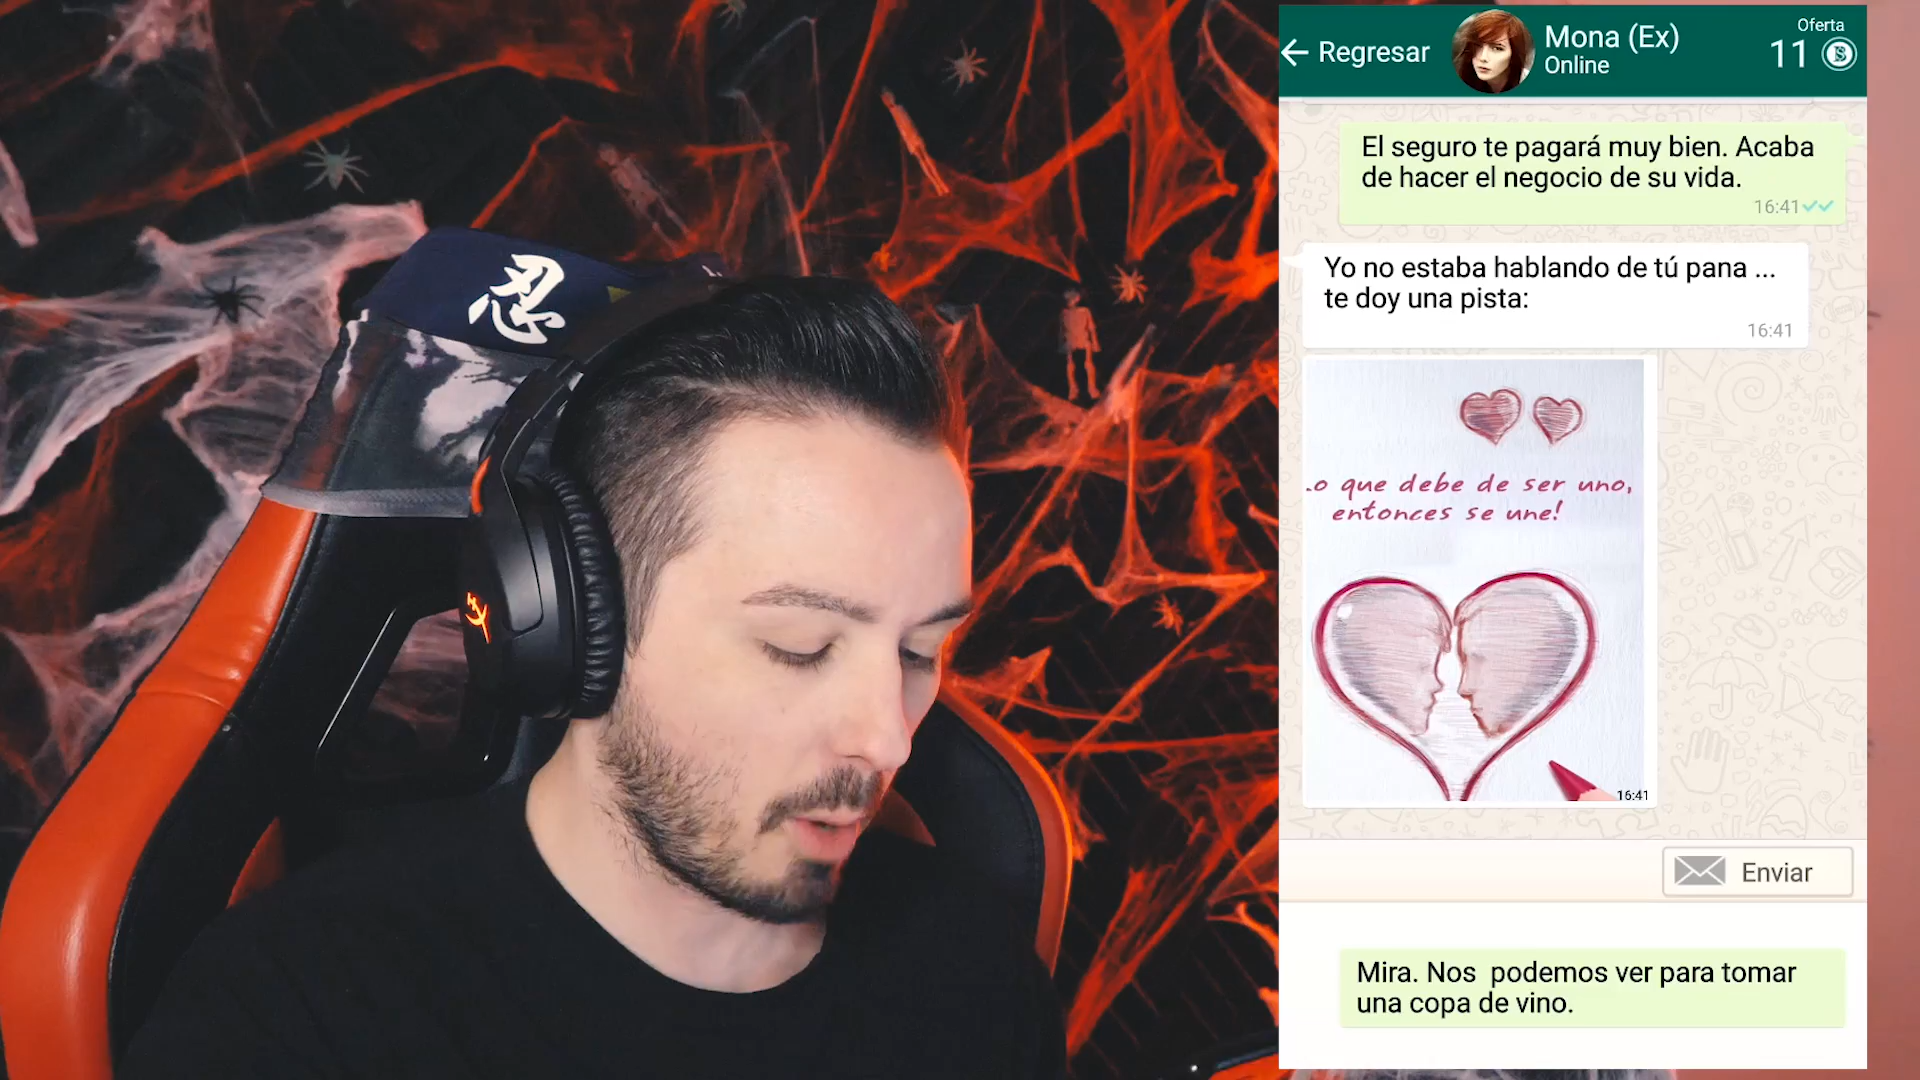 忍
Regresar
Mona (Ex)
Online
Oferta
11
El seguro te pagará muy bien. Acaba
de hacer el negocio de su vida.
16:41
Yo no estaba hablando de tú pana ...
te doy una pista:
16:41
.o que debe de ser uno,
entonces se une!
16:41
Enviar
Mira. Nos podemos ver para tomar
una copa de vino.